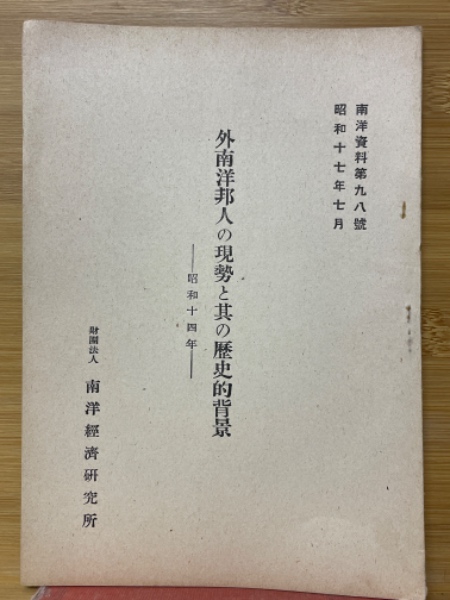 南洋資料第九八號
昭和十七年七月
外南洋邦人の現勢と其の歷史的背景
——昭和十四年——
財團法人 南洋經濟研究所